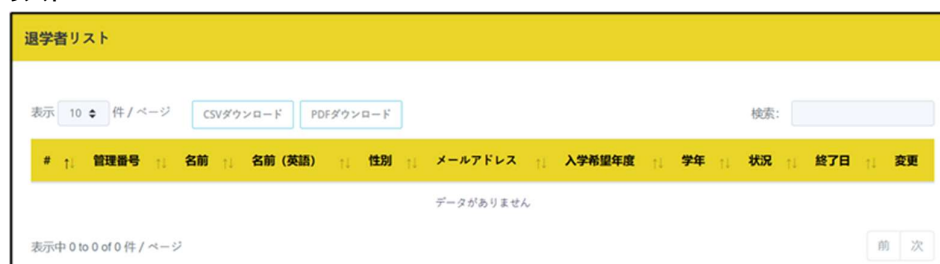 退学者リスト
表示 10 件 / ページ CSVダウンロード PDFダウンロード 検索:
# ↑↓ 管理番号 ↑↓ 名前 ↑↓ 名前（英語） ↑↓ 性別 ↑↓ メールアドレス ↑↓ 入学希望年度 ↑↓ 学年 ↑↓ 状況 ↑↓ 終了日 ↑↓ 変更
データがありません
表示中 0 to 0 of 0 件 / ページ 前 次